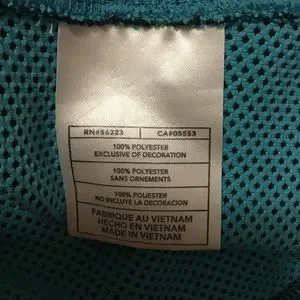 RN#56323 CA#05553
100% POLYESTER
EXCLUSIVE OF DECORATION
100% POLYESTER
SANS ORNEMENTS
100% POLIESTER
NO INCLUYE LA DECORACION
FABRIQUE AU VIETNAM
HECHO EN VIETNAM
MADE IN VIETNAM